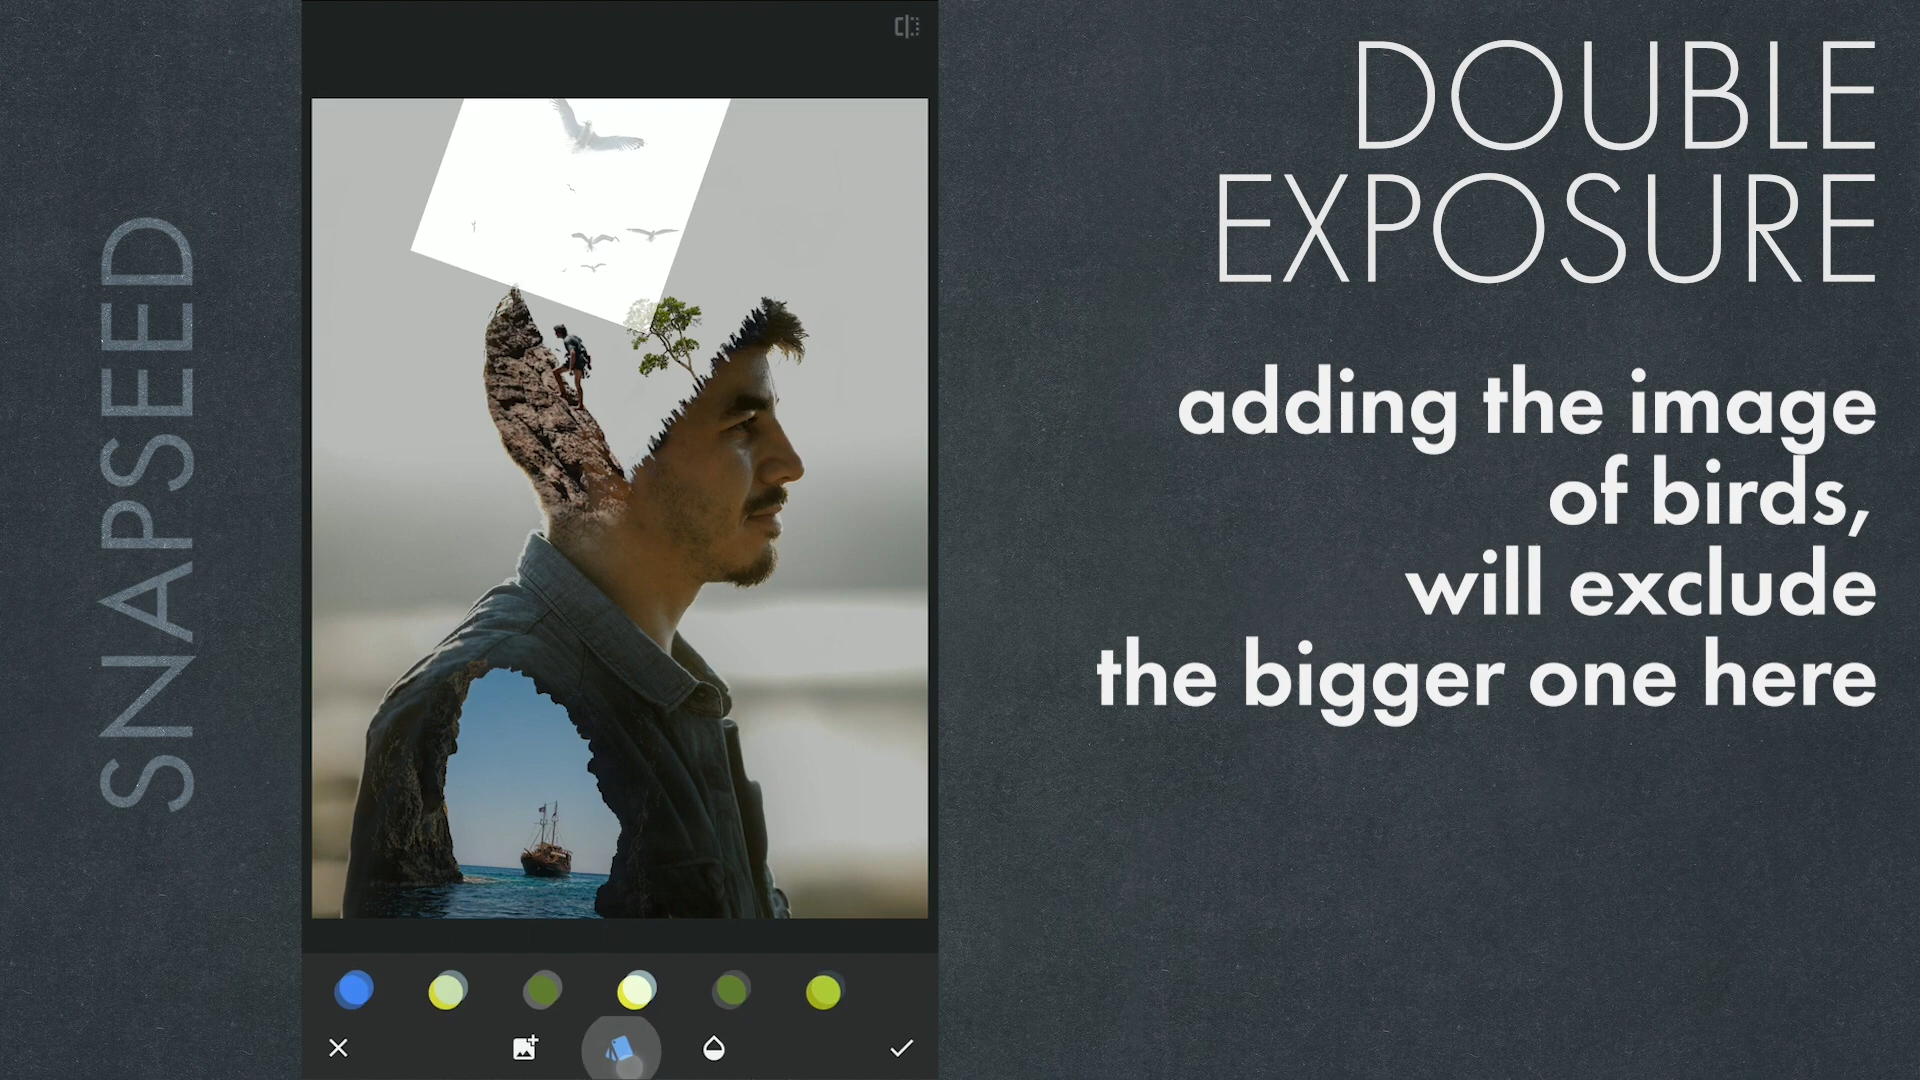 SNAPSEED
DOUBLE
EXPOSURE
adding the image
of birds,
will exclude
the bigger one here